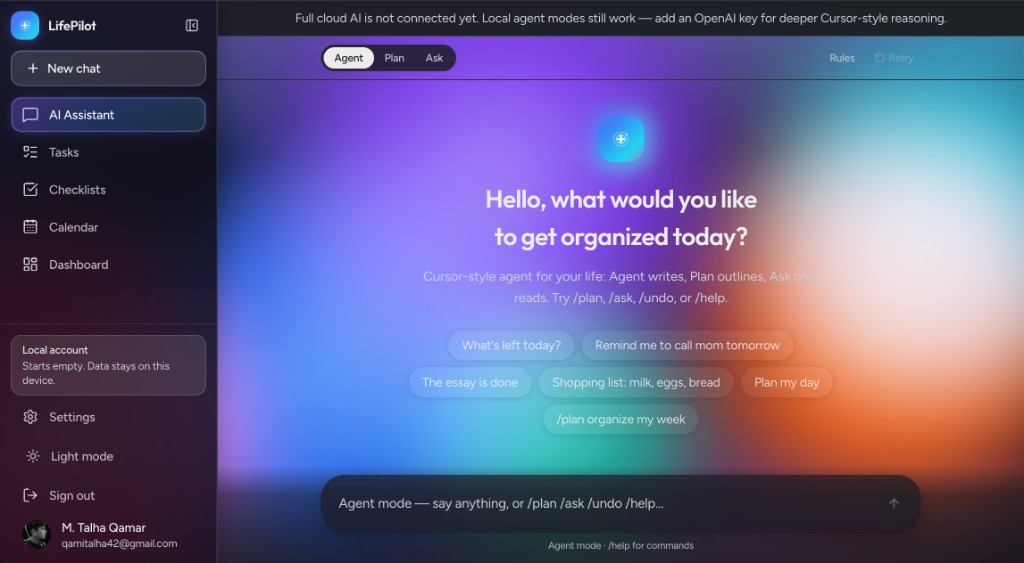 Full cloud AI is not connected yet. Local agent modes still work — add an OpenAI key for deeper Cursor-style reasoning.
LifePilot
+ New chat
AI Assistant
Tasks
Checklists
Calendar
Dashboard
Local account
Starts empty. Data stays on this
device.
Settings
Light mode
Sign out
M. Talha Qamar
qamitalha42@gmail.com
Agent Plan Ask
Rules Retry
Hello, what would you like
to get organized today?
Cursor-style agent for your life: Agent writes, Plan outlines, Ask
reads. Try /plan, /ask, /undo, or /help.
What's left today? Remind me to call mom tomorrow
The essay is done Shopping list: milk, eggs, bread Plan my day
/plan organize my week
Agent mode — say anything, or /plan /ask /undo /help...
Agent mode · /help for commands